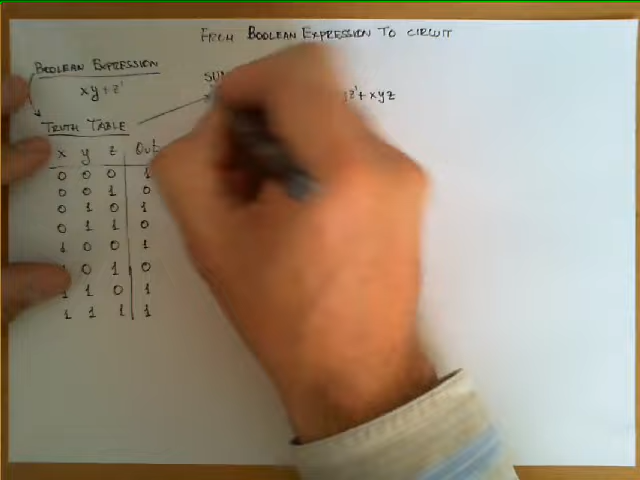 FROM BOOLEAN EXPRESSION TO CIRCUIT
BOOLEAN EXPRESSION
xy+z'
SU
z'+xyz
TRUTH TABLE
x y z Out
0 0 0 1
0 0 1 0
0 1 0 1
0 1 1 0
1 0 0 1
1 0 1 0
1 1 0 1
1 1 1 1